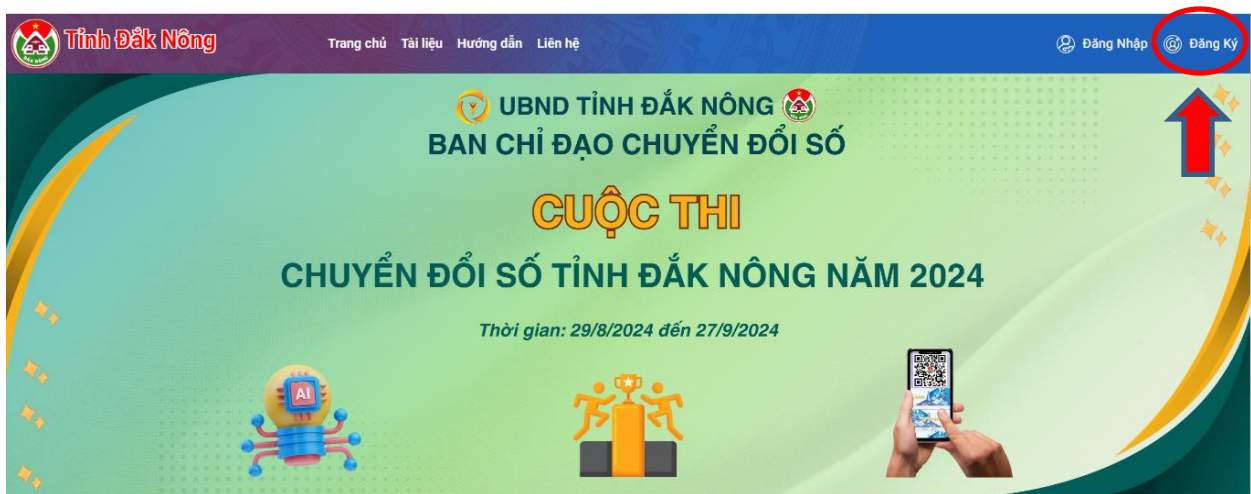 Tỉnh Đắk Nông
Trang chủ Tài liệu Hướng dẫn Liên hệ
Đăng Nhập Đăng Ký
UBND TỈNH ĐẮK NÔNG
BAN CHỈ ĐẠO CHUYỂN ĐỔI SỐ
CUỘC THI
CHUYỂN ĐỔI SỐ TỈNH ĐẮK NÔNG NĂM 2024
Thời gian: 29/8/2024 đến 27/9/2024
AI